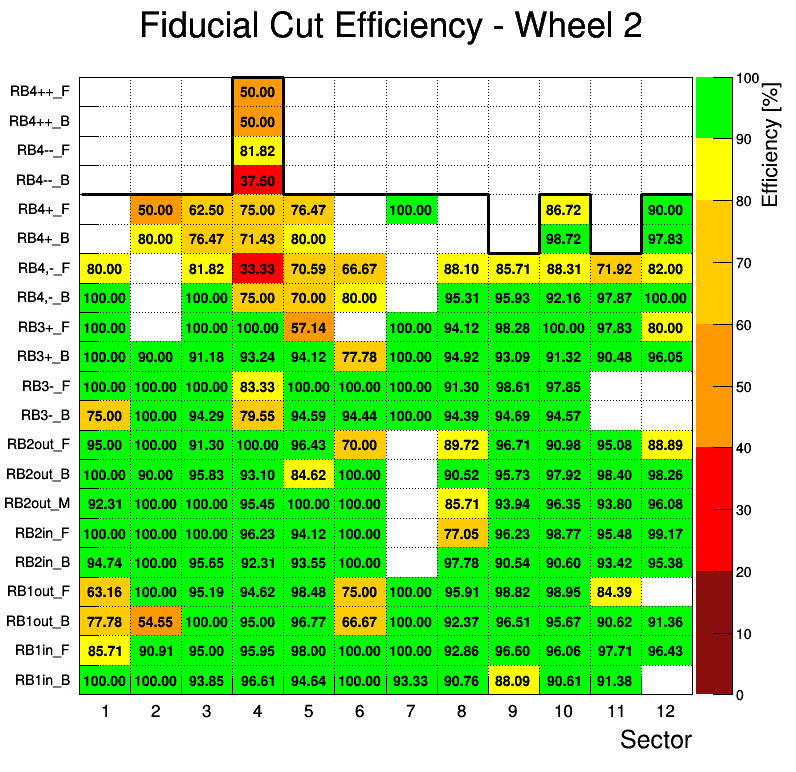 Fiducial Cut Efficiency - Wheel 2
RB4++_F 50.00
RB4++_B 50.00
RB4--_F 81.82
RB4--_B 37.50
RB4+_F 50.00 62.50 75.00 76.47 100.00 86.72 90.00
RB4+_B 80.00 76.47 71.43 80.00 98.72 97.83
RB4,-_F 80.00 81.82 33.33 70.59 66.67 88.10 85.71 88.31 71.92 82.00
RB4,-_B 100.00 100.00 75.00 70.00 80.00 95.31 95.93 92.16 97.87 100.00
RB3+_F 100.00 100.00 100.00 57.14 100.00 94.12 98.28 100.00 97.83 80.00
RB3+_B 100.00 90.00 91.18 93.24 94.12 77.78 100.00 94.92 93.09 91.32 90.48 96.05
RB3-_F 100.00 100.00 100.00 83.33 100.00 100.00 100.00 91.30 98.61 97.85
RB3-_B 75.00 100.00 94.29 79.55 94.59 94.44 100.00 94.39 94.69 94.57
RB2out_F 95.00 100.00 91.30 100.00 96.43 70.00 89.72 96.71 90.98 95.08 88.89
RB2out_B 100.00 90.00 95.83 93.10 84.62 100.00 90.52 95.73 97.92 98.40 98.26
RB2out_M 92.31 100.00 100.00 95.45 100.00 100.00 85.71 93.94 96.35 93.80 96.08
RB2in_F 100.00 100.00 100.00 96.23 94.12 100.00 77.05 96.23 98.77 95.48 99.17
RB2in_B 94.74 100.00 95.65 92.31 93.55 100.00 97.78 90.54 90.60 93.42 95.38
RB1out_F 63.16 100.00 95.19 94.62 98.48 75.00 100.00 95.91 98.82 98.95 84.39
RB1out_B 77.78 54.55 100.00 95.00 96.77 66.67 100.00 92.37 96.51 95.67 90.62 91.36
RB1in_F 85.71 90.91 95.00 95.95 98.00 100.00 100.00 92.86 96.60 96.06 97.71 96.43
RB1in_B 100.00 100.00 93.85 96.61 94.64 100.00 93.33 90.76 88.09 90.61 91.38
1 2 3 4 5 6 7 8 9 10 11 12
Sector
100
90
80
70
60
50
40
30
20
10
0
Efficiency [%]